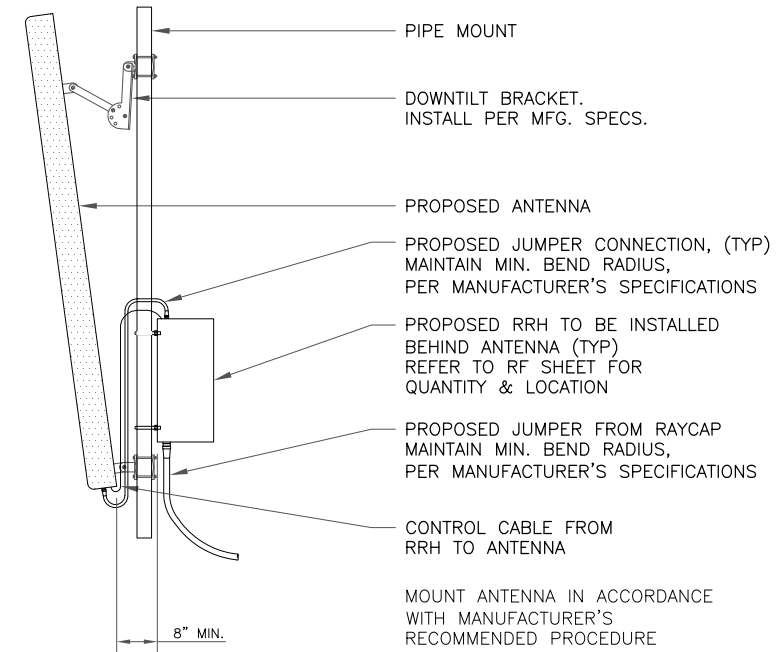 PIPE MOUNT
DOWNTILT BRACKET.
INSTALL PER MFG. SPECS.
PROPOSED ANTENNA
PROPOSED JUMPER CONNECTION, (TYP)
MAINTAIN MIN. BEND RADIUS,
PER MANUFACTURER'S SPECIFICATIONS
PROPOSED RRH TO BE INSTALLED
BEHIND ANTENNA (TYP)
REFER TO RF SHEET FOR
QUANTITY & LOCATION
PROPOSED JUMPER FROM RAYCAP
MAINTAIN MIN. BEND RADIUS,
PER MANUFACTURER'S SPECIFICATIONS
CONTROL CABLE FROM
RRH TO ANTENNA
MOUNT ANTENNA IN ACCORDANCE
WITH MANUFACTURER'S
RECOMMENDED PROCEDURE
8" MIN.